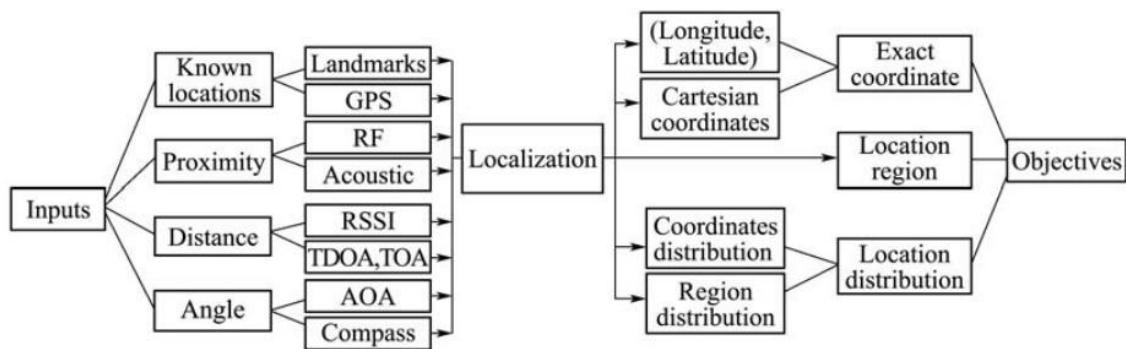 Inputs
Known
locations
Proximity
Distance
Angle
Landmarks
GPS
RF
Acoustic
RSSI
TDOA,TOA
AOA
Compass
Localization
(Longitude,
Latitude)
Cartesian
coordinates
Coordinates
distribution
Region
distribution
Exact
coordinate
Location
region
Location
distribution
Objectives